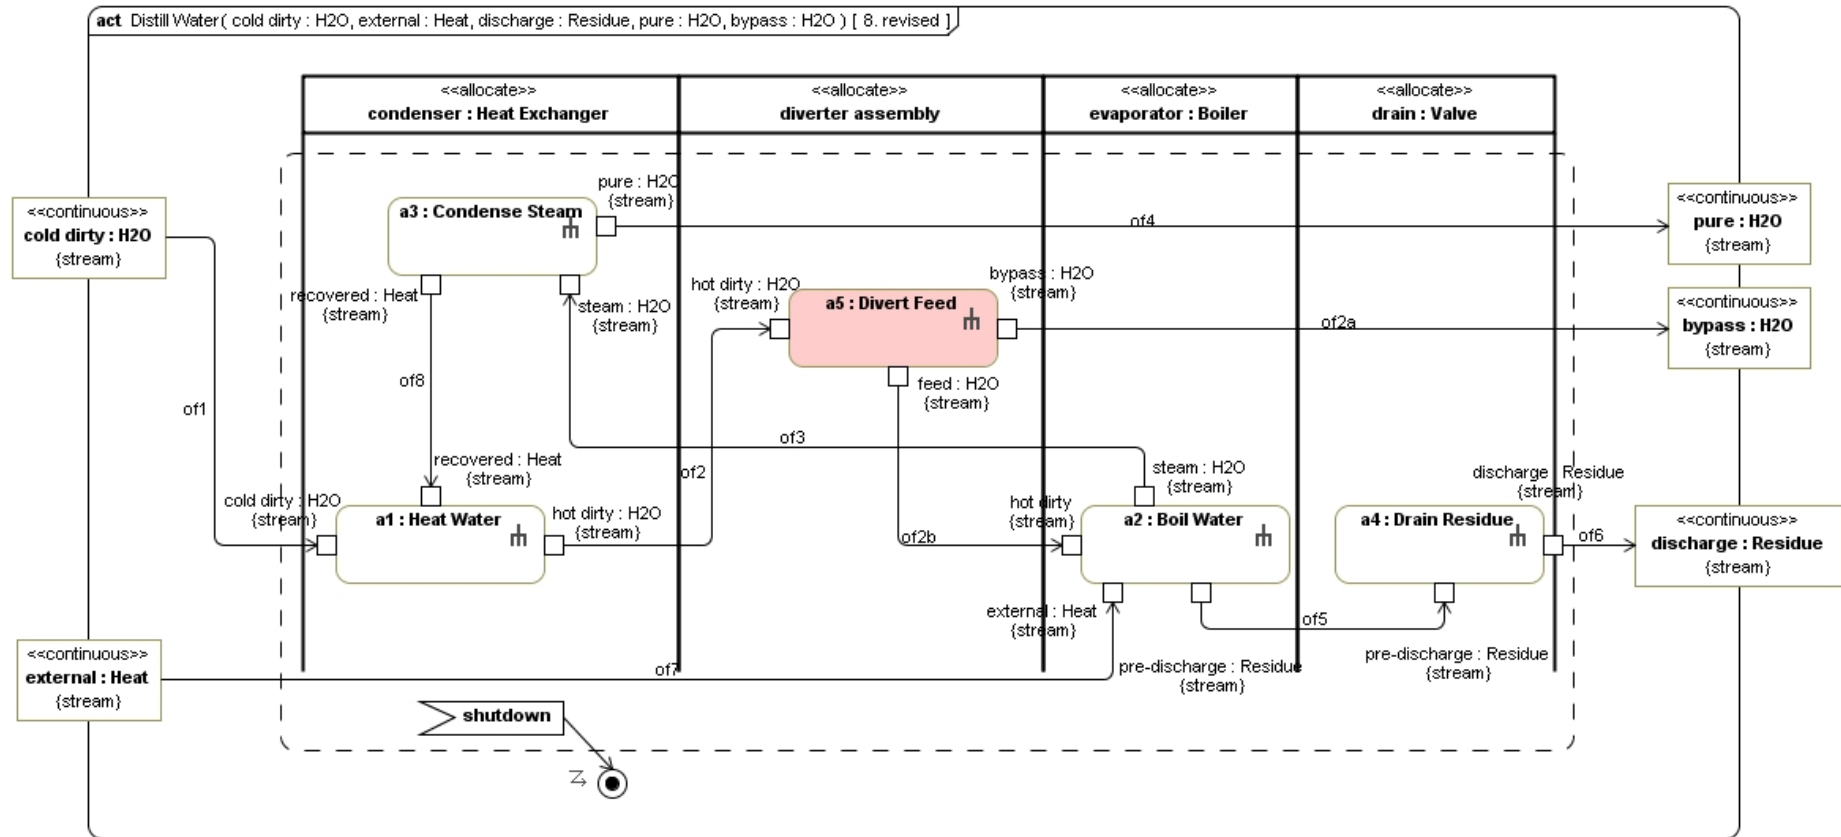 act Distill Water( cold dirty : H2O, external : Heat, discharge : Residue, pure : H2O, bypass : H2O ) [ 8. revised ]
<<allocate>>
condenser : Heat Exchanger
<<allocate>>
diverter assembly
<<allocate>>
evaporator : Boiler
<<allocate>>
drain : Valve
<<continuous>>
cold dirty : H2O
{stream}
a3 : Condense Steam
pure : H2O
{stream}
of4
<<continuous>>
pure : H2O
{stream}
recovered : Heat
{stream}
steam : H2O
{stream}
hot dirty : H2O
{stream}
a5 : Divert Feed
bypass : H2O
{stream}
of2a
<<continuous>>
bypass : H2O
{stream}
feed : H2O
{stream}
of8
of1
of3
of2
recovered : Heat
{stream}
cold dirty : H2O
{stream}
a1 : Heat Water
hot dirty : H2O
{stream}
of2b
steam : H2O
{stream}
hot dirty
{stream}
a2 : Boil Water
discharge : Residue
{stream}
a4 : Drain Residue
of6
<<continuous>>
discharge : Residue
{stream}
external : Heat
{stream}
of5
pre-discharge : Residue
{stream}
pre-discharge : Residue
{stream}
<<continuous>>
external : Heat
{stream}
of7
shutdown